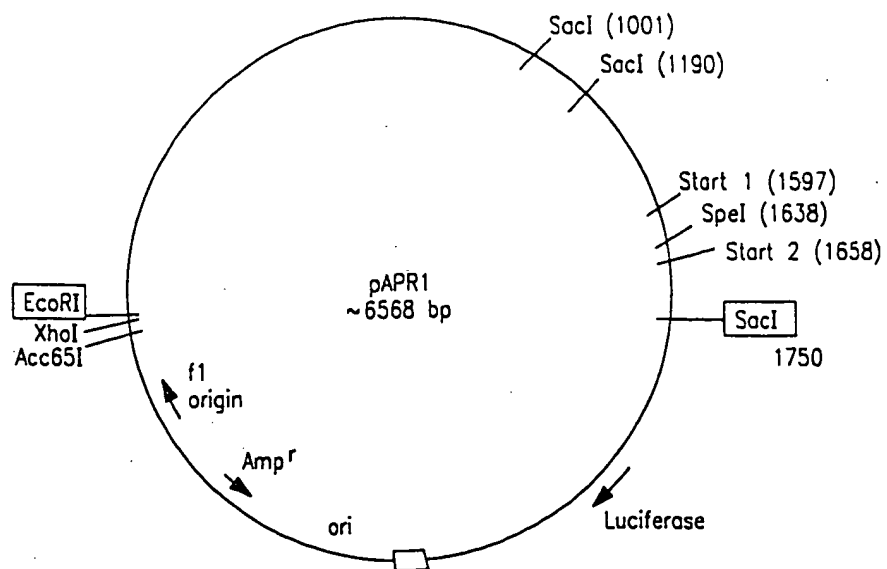 SacI (1001)
SacI (1190)
Start 1 (1597)
SpeI (1638)
Start 2 (1658)
pAPR1
~6568 bp
EcoRI
XhoI
Acc65I
SacI
1750
f1
origin
Amp^r
ori
Luciferase